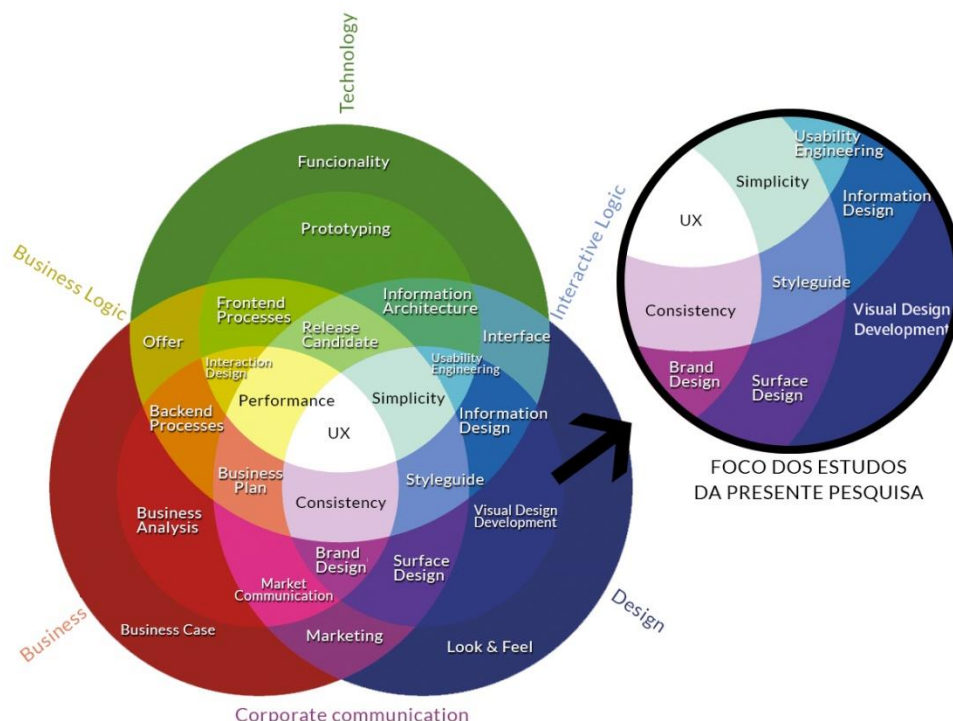 Technology
Funcionality
Prototyping
Business Logic
Interactive Logic
Frontend
Processes
Information
Architecture
Offer
Release
Candidate
Interface
Interaction
Design
Usability
Engineering
Performance
Simplicity
Backend
Processes
UX
Information
Design
Business
Plan
Styleguide
Consistency
Business
Analysis
Visual Design
Development
Brand
Design
Surface
Design
Market
Communication
Business Case
Marketing
Look & Feel
Business
Design
Corporate communication
Usability
Engineering
Simplicity
Information
Design
UX
Styleguide
Consistency
Visual Design
Development
Brand
Design
Surface
Design
FOCO DOS ESTUDOS
DA PRESENTE PESQUISA